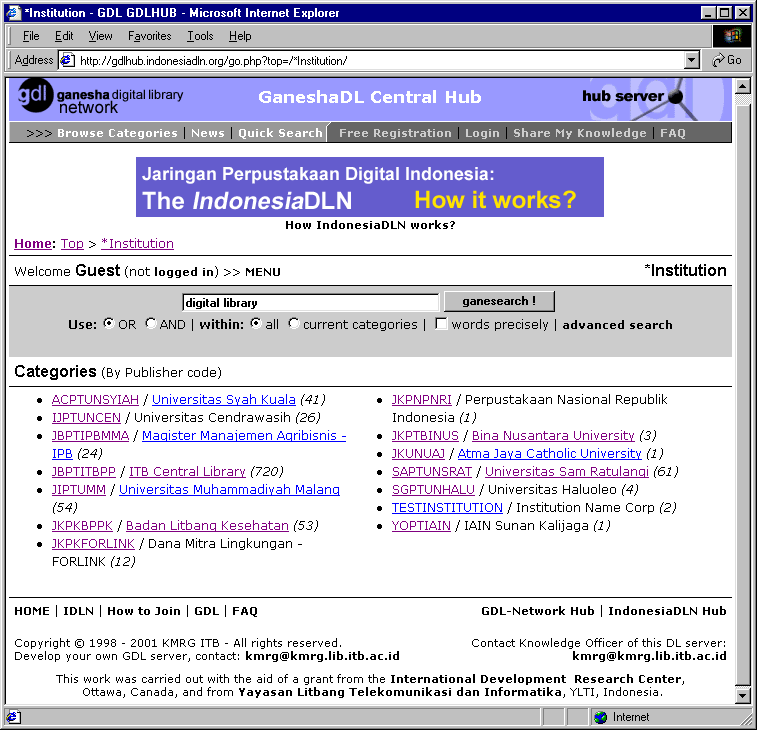 *Institution - GDL GDLHUB - Microsoft Internet Explorer
File Edit View Favorites Tools Help
Address http://gdlhub.indonesiadln.org/go.php?top=/*Institution/ Go
gdl ganesha digital library network
GaneshaDL Central Hub
hub server
>>> Browse Categories | News | Quick Search Free Registration | Login | Share My Knowledge | FAQ
Jaringan Perpustakaan Digital Indonesia:
The IndonesiaDLN How it works?
How IndonesiaDLN works?
Home: Top > *Institution
Welcome Guest (not logged in) >> MENU *Institution
digital library ganesearch !
Use: OR AND | within: all current categories | words precisely | advanced search
Categories (By Publisher code)
ACPTUNSYIAH / Universitas Syah Kuala (41)
IJPTUNCEN / Universitas Cendrawasih (26)
JBPTIPBMMA / Magister Manajemen Agribisnis -
IPB (24)
JBPTITBPP / ITB Central Library (720)
JIPTUMM / Universitas Muhammadiyah Malang
(54)
JKPKBPPK / Badan Litbang Kesehatan (53)
JKPKFORLINK / Dana Mitra Lingkungan -
FORLINK (12)
JKPNPNRI / Perpustakaan Nasional Republik
Indonesia (1)
JKPTBINUS / Bina Nusantara University (3)
JKUNUAJ / Atma Jaya Catholic University (1)
SAPTUNSRAT / Universitas Sam Ratulangi (61)
SGPTUNHALU / Universitas Haluoleo (4)
TESTINSTITUTION / Institution Name Corp (2)
YOPTIAIN / IAIN Sunan Kalijaga (1)
HOME | IDLN | How to Join | GDL | FAQ GDL-Network Hub | IndonesiaDLN Hub
Copyright © 1998 - 2001 KMRG ITB - All rights reserved.
Develop your own GDL server, contact: kmrg@kmrg.lib.itb.ac.id
Contact Knowledge Officer of this DL server:
kmrg@kmrg.lib.itb.ac.id
This work was carried out with the aid of a grant from the International Development Research Center,
Ottawa, Canada, and from Yayasan Litbang Telekomunikasi dan Informatika, YLTI, Indonesia.
Internet